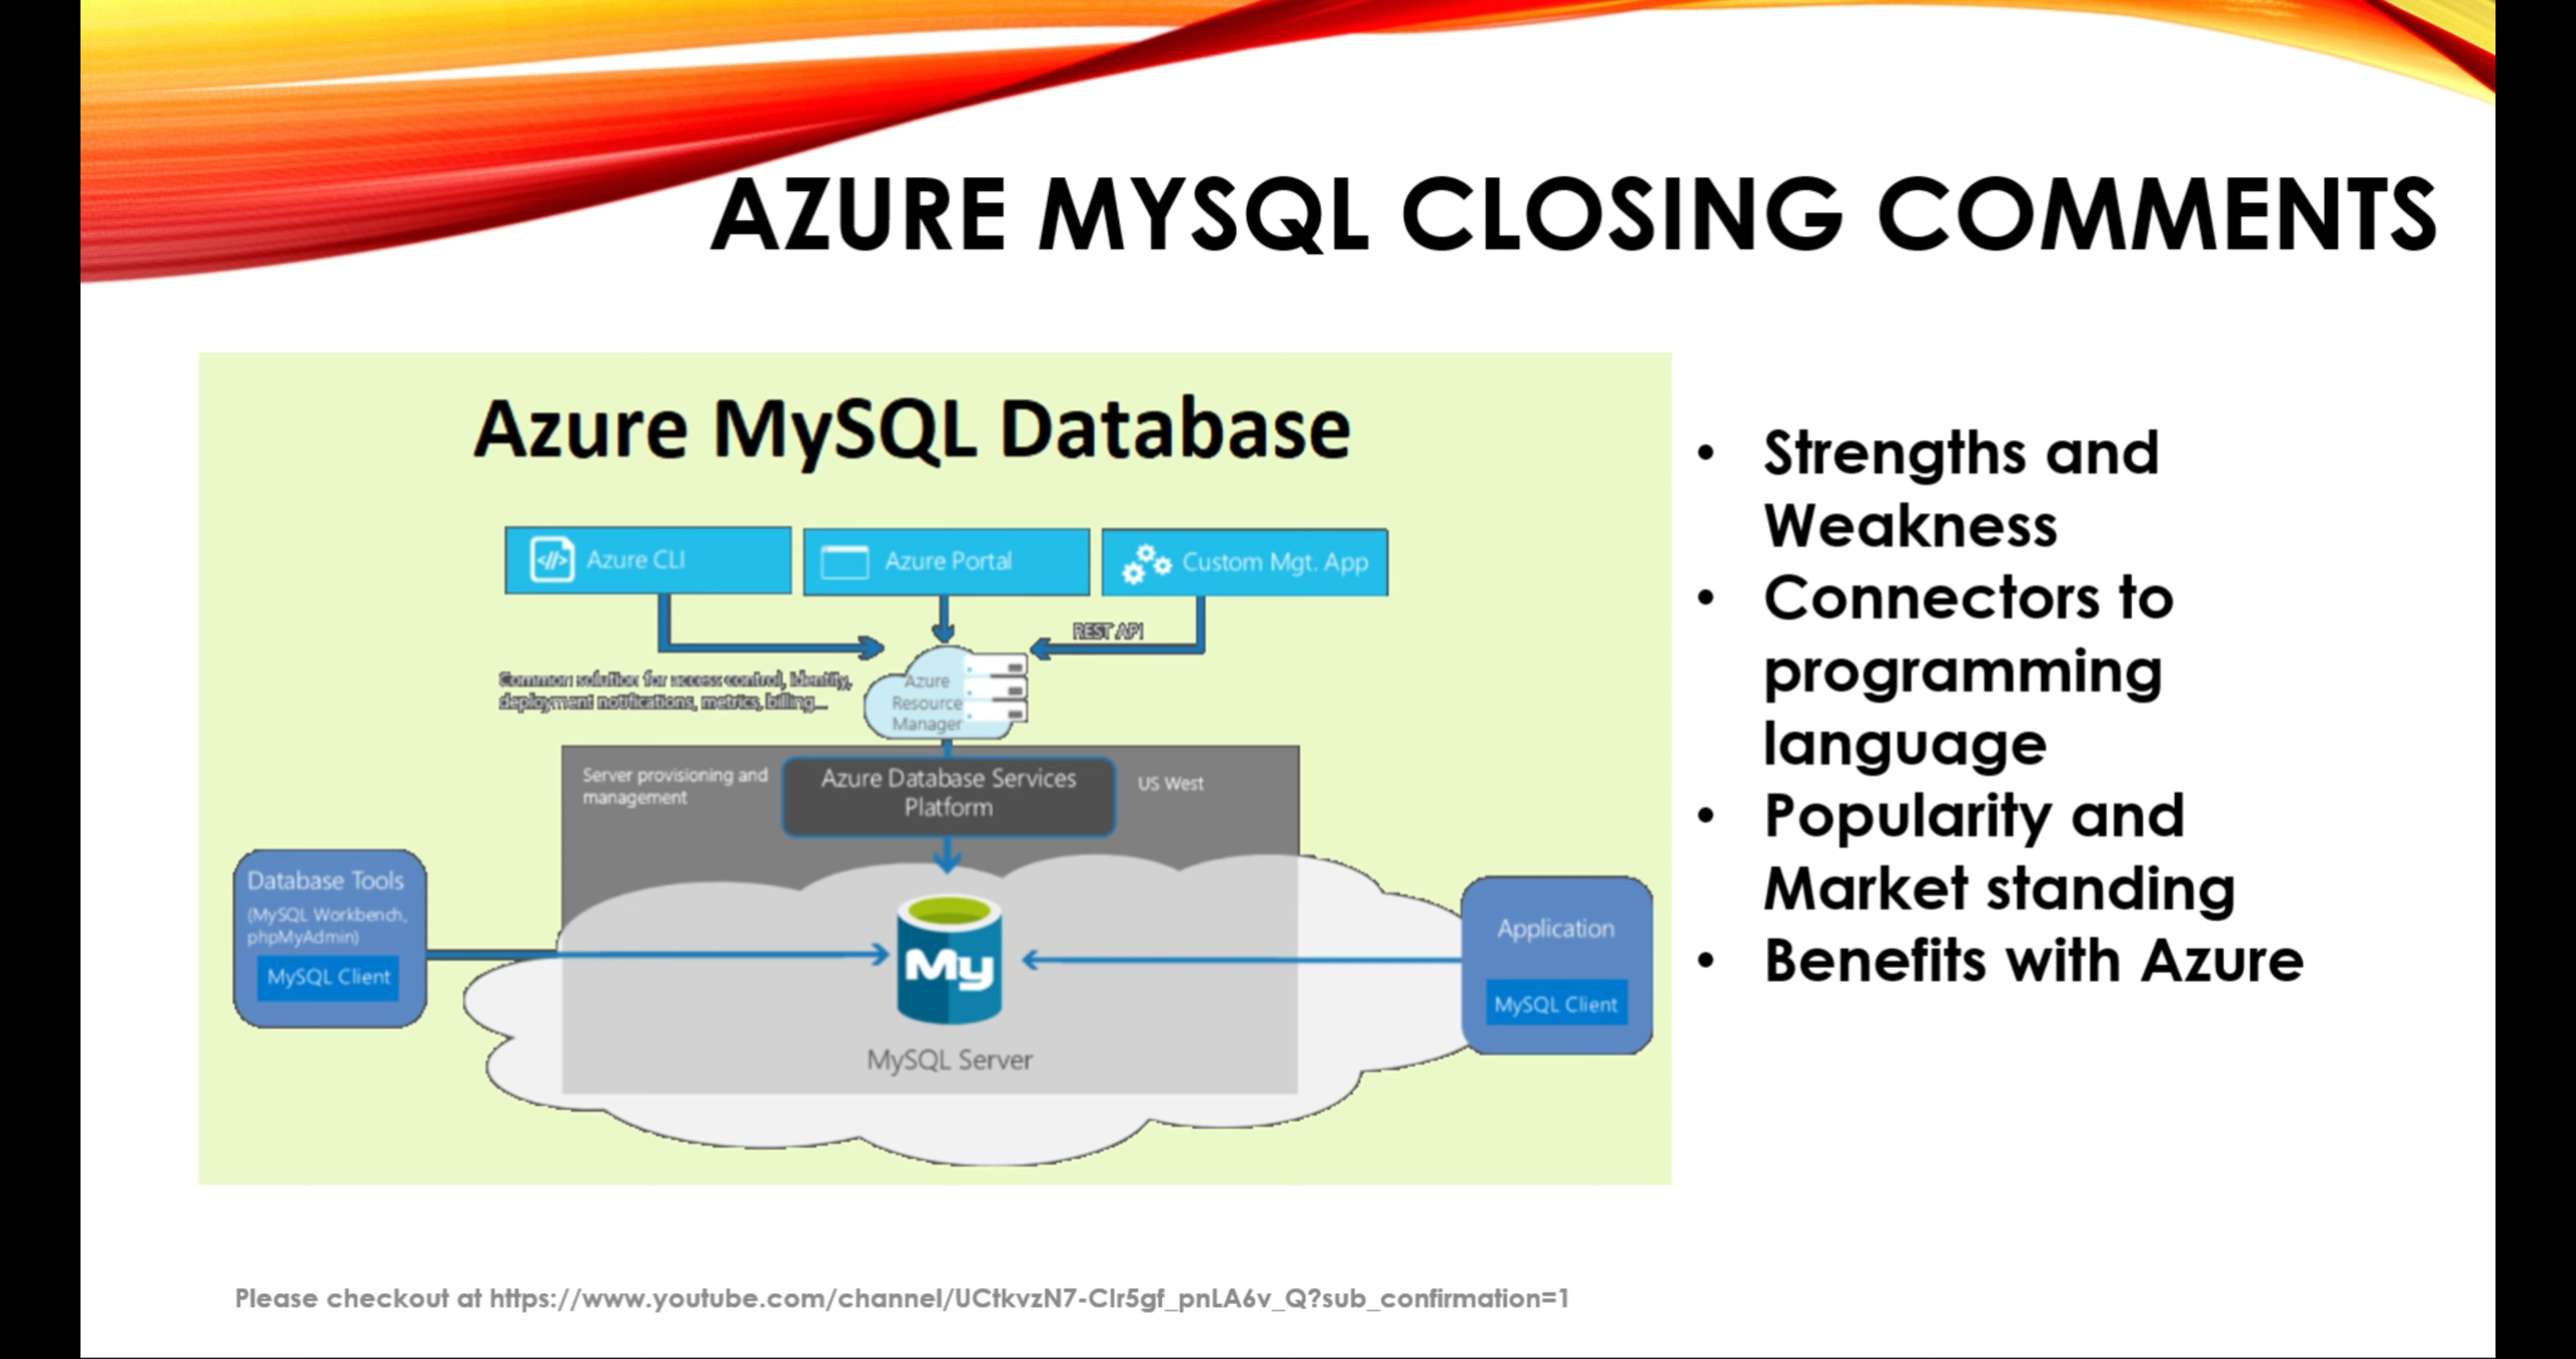 AZURE MYSQL CLOSING COMMENTS
Azure MySQL Database
Azure CLI
Azure Portal
Custom Mgt. App
REST API
Common solution for access control, identity,
deployment notifications, metrics, billing...
Azure
Resource
Manager
Server provisioning and
management
Azure Database Services
Platform
US West
Database Tools
(MySQL Workbench,
phpMyAdmin)
MySQL Client
My
MySQL Server
Application
MySQL Client
• Strengths and
Weakness
• Connectors to
programming
language
• Popularity and
Market standing
• Benefits with Azure
Please checkout at https://www.youtube.com/channel/UCtkvzN7-Clr5gf_pnLA6v_Q?sub_confirmation=1